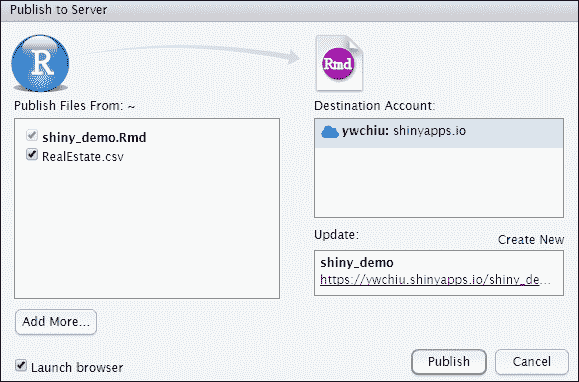 Publish to Server
R
Rmd
Publish Files From: ~
shiny_demo.Rmd
RealEstate.csv
Add More...
Launch browser
Destination Account:
ywchiu: shinyapps.io
Update:
Create New
shiny_demo
https://ywchiu.shinyapps.io/shiny_de...
Publish
Cancel